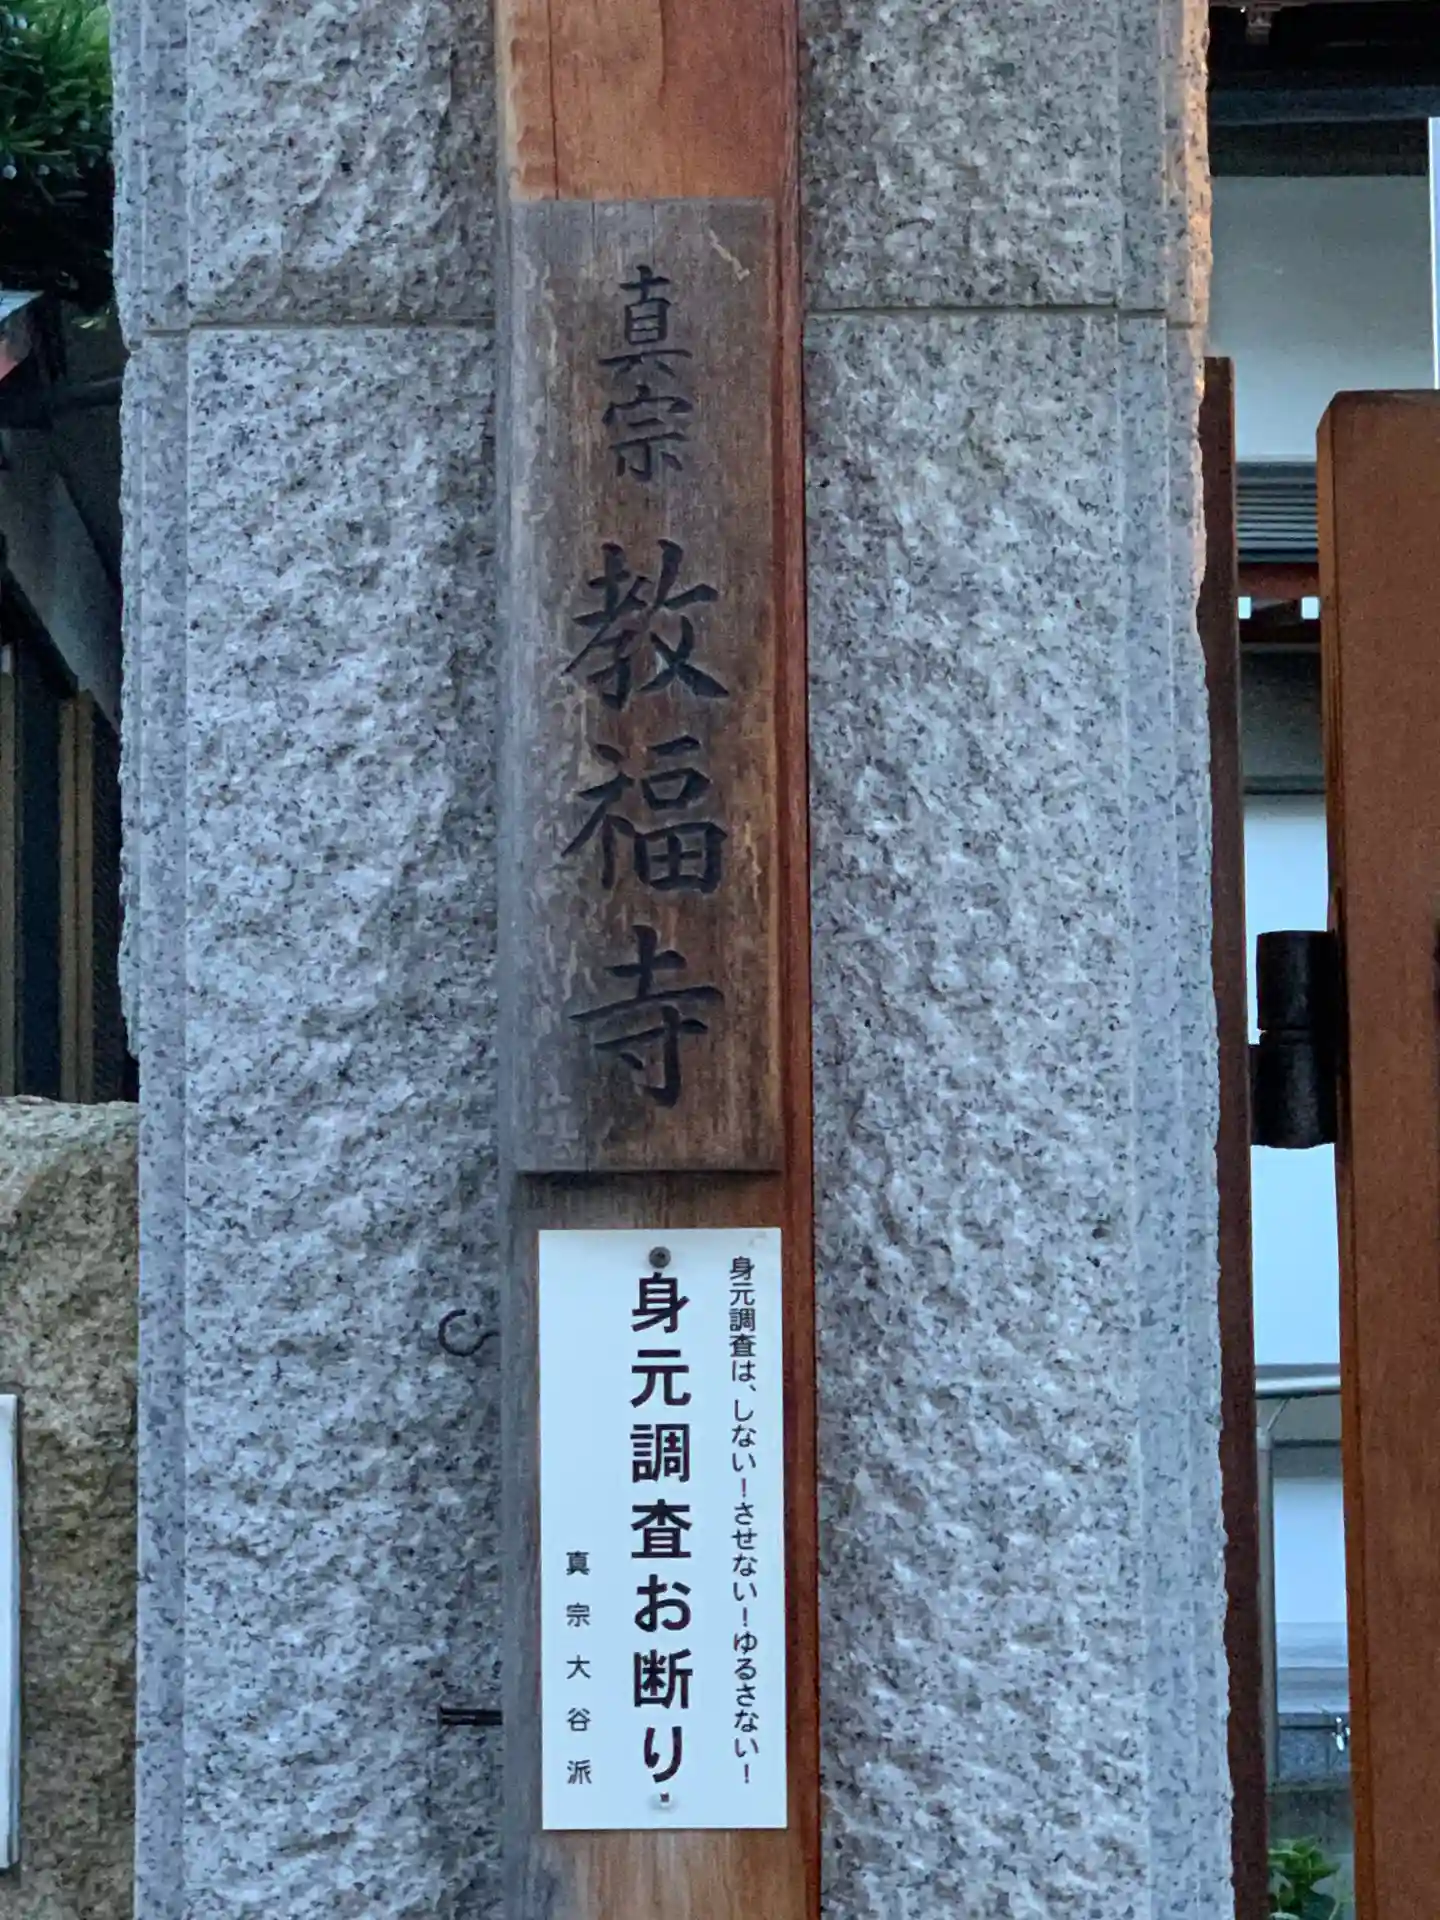 真宗 教福寺
身元調査は、しない!させない!ゆるさない!
身元調査お断り
真宗大谷派